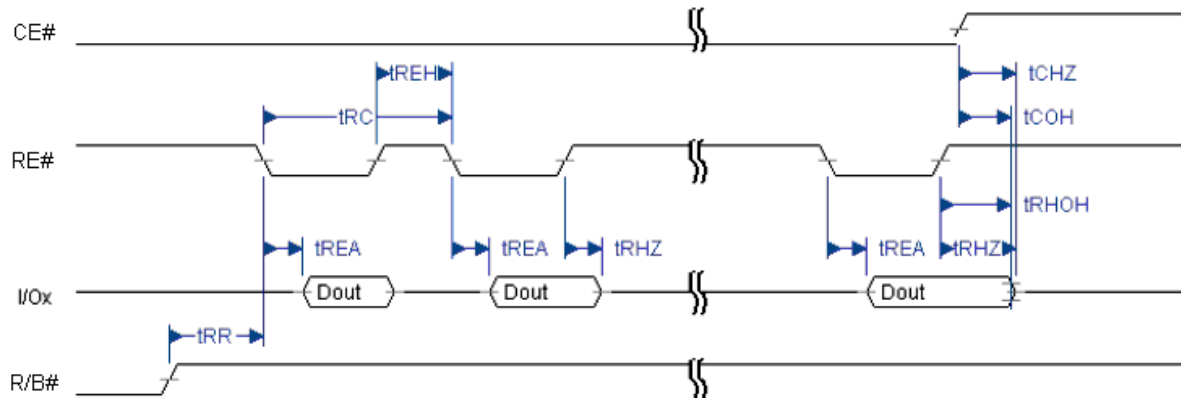 CE#
tREH
tCHZ
tRC
tCOH
RE#
tRHOH
tREA
tREA
tRHZ
tREA
tRHZ
I/Ox
Dout
Dout
Dout
tRR
R/B#